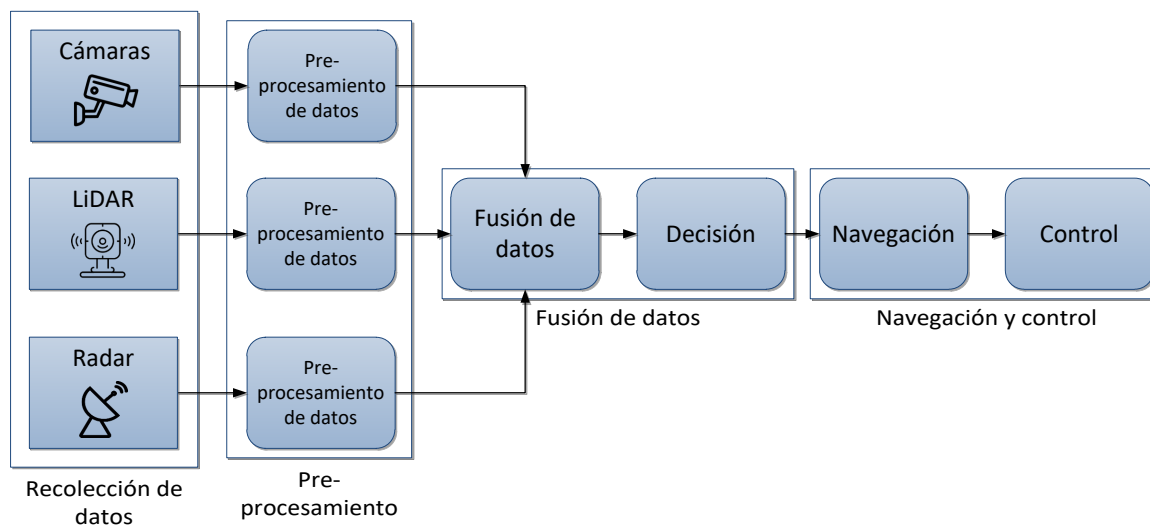 Cámaras
Pre-
procesamiento
de datos
LiDAR
Pre-
procesamiento
de datos
Fusión de
datos
Decisión
Navegación
Control
Fusión de datos
Navegación y control
Radar
Pre-
procesamiento
de datos
Recolección de
datos
Pre-
procesamiento